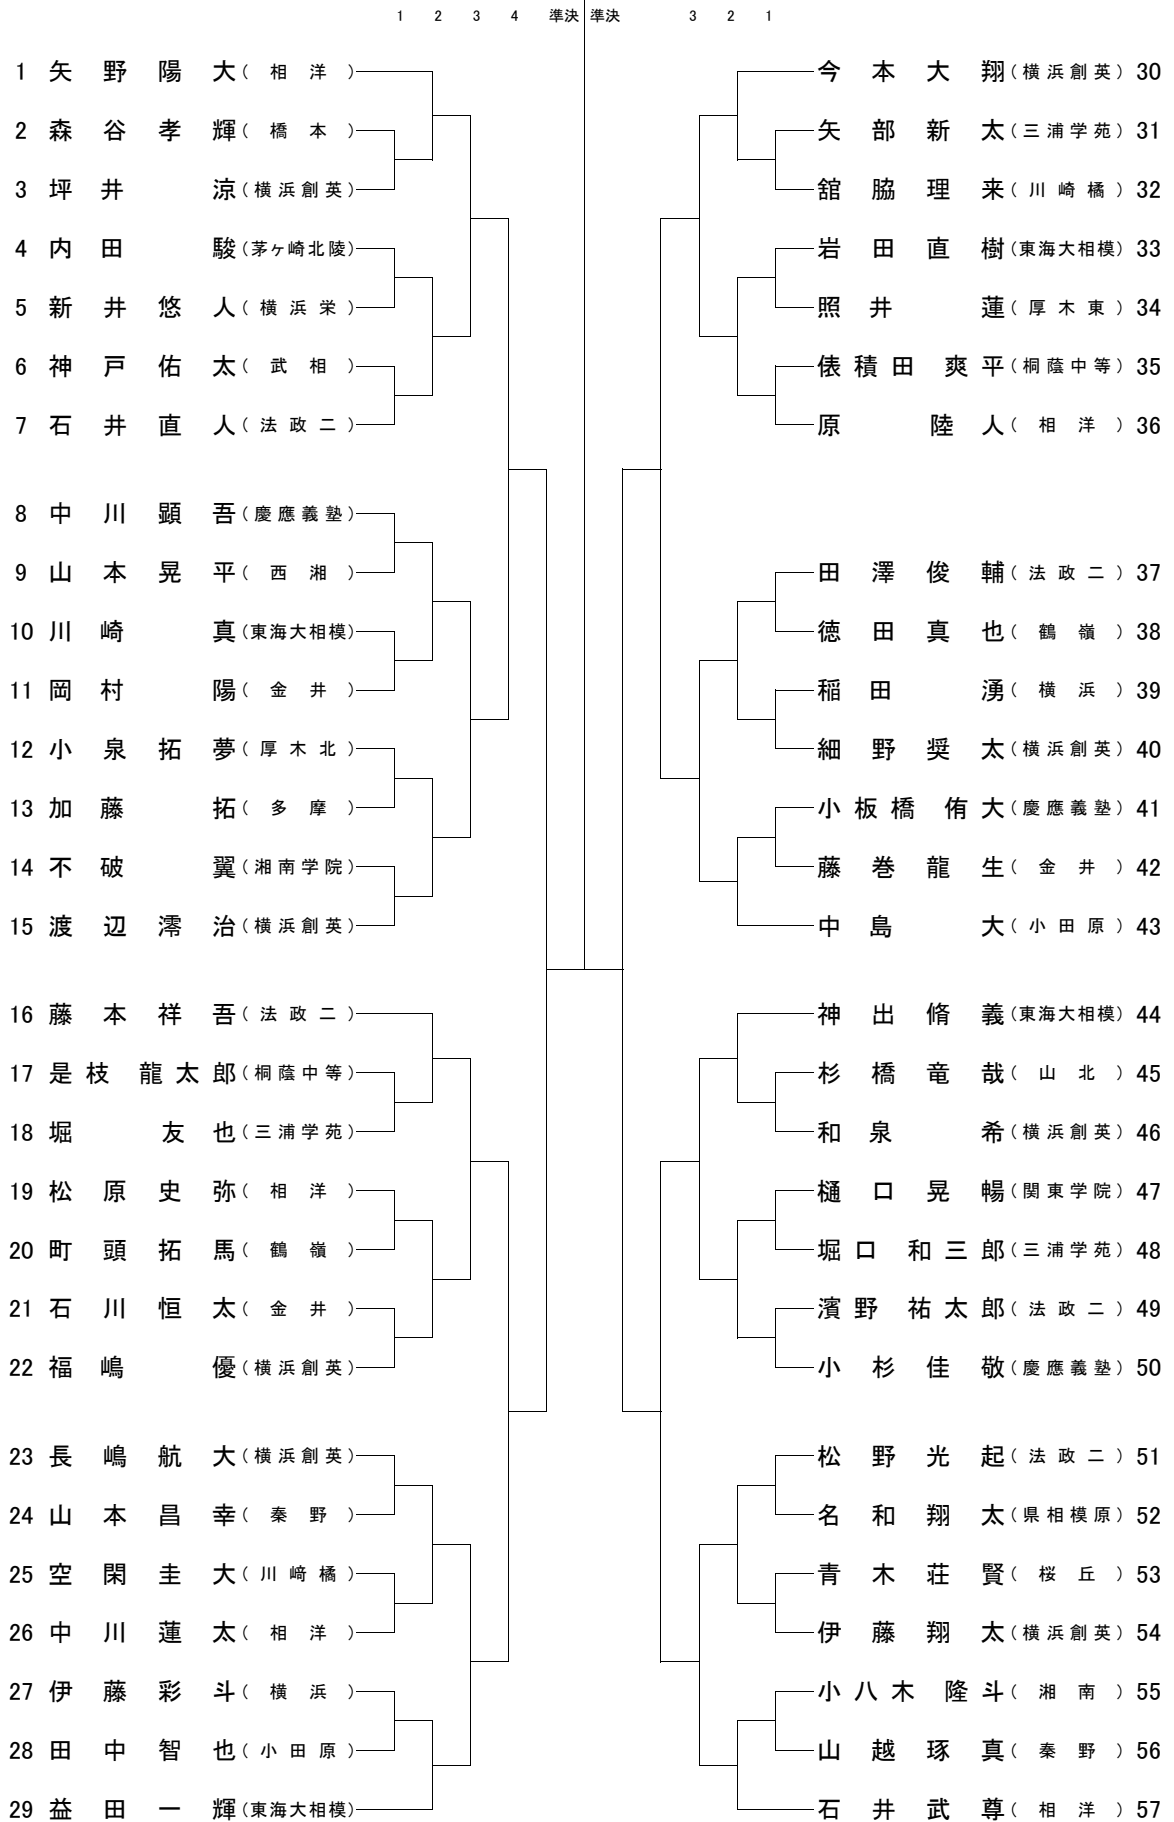 1 2 3 4 準決 準決 3 2 1
1 矢野陽大(相洋)
2 森谷孝輝(橋本)
3 坪井涼(横浜創英)
4 内田駿(茅ヶ崎北陵)
5 新井悠人(横浜栄)
6 神戸佑太(武相)
7 石井直人(法政二)
8 中川顕吾(慶應義塾)
9 山本晃平(西湘)
10 川崎真(東海大相模)
11 岡村陽(金井)
12 小泉拓夢(厚木北)
13 加藤拓(多摩)
14 不破翼(湘南学院)
15 渡辺澪治(横浜創英)
16 藤本祥吾(法政二)
17 是枝龍太郎(桐蔭中等)
18 堀友也(三浦学苑)
19 松原史弥(相洋)
20 町頭拓馬(鶴嶺)
21 石川恒太(金井)
22 福嶋優(横浜創英)
23 長嶋航大(横浜創英)
24 山本昌幸(秦野)
25 空閑圭大(川﨑橘)
26 中川蓮太(相洋)
27 伊藤彩斗(横浜)
28 田中智也(小田原)
29 益田一輝(東海大相模)
今本大翔(横浜創英) 30
矢部新太(三浦学苑) 31
舘脇理来(川崎橘) 32
岩田直樹(東海大相模) 33
照井蓮(厚木東) 34
俵積田爽平(桐蔭中等) 35
原陸人(相洋) 36
田澤俊輔(法政二) 37
徳田真也(鶴嶺) 38
稲田湧(横浜) 39
細野奨太(横浜創英) 40
小板橋侑大(慶應義塾) 41
藤巻龍生(金井) 42
中島大(小田原) 43
神出脩義(東海大相模) 44
杉橋竜哉(山北) 45
和泉希(横浜創英) 46
樋口晃暢(関東学院) 47
堀口和三郎(三浦学苑) 48
濱野祐太郎(法政二) 49
小杉佳敬(慶應義塾) 50
松野光起(法政二) 51
名和翔太(県相模原) 52
青木荘賢(桜丘) 53
伊藤翔太(横浜創英) 54
小八木隆斗(湘南) 55
山越琢真(秦野) 56
石井武尊(相洋) 57